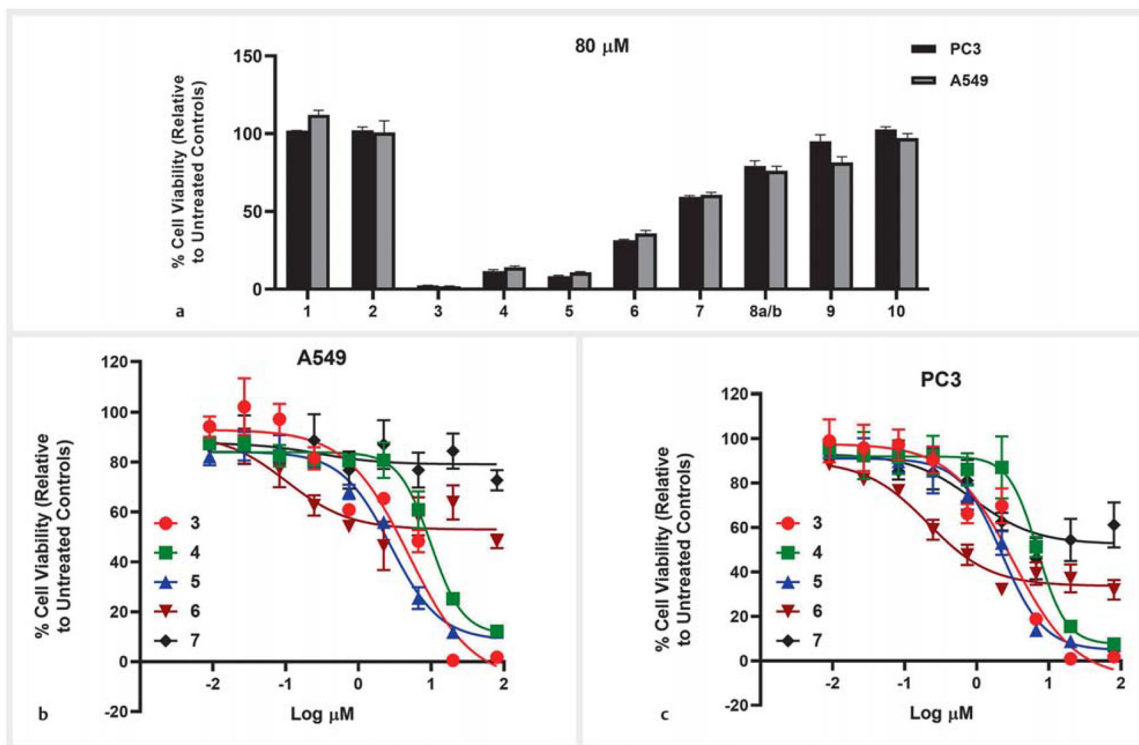 80 μM
PC3
A549
% Cell Viability (Relative
to Untreated Controls)
150
100
50
0
1 2 3 4 5 6 7 8a/b 9 10
a
A549
% Cell Viability (Relative
to Untreated Controls)
120
100
80
60
40
20
0
-20
3
4
5
6
7
-2 -1 0 1 2
Log μM
b
PC3
% Cell Viability (Relative
to Untreated Controls)
120
100
80
60
40
20
0
-20
3
4
5
6
7
-2 -1 0 1 2
Log μM
c